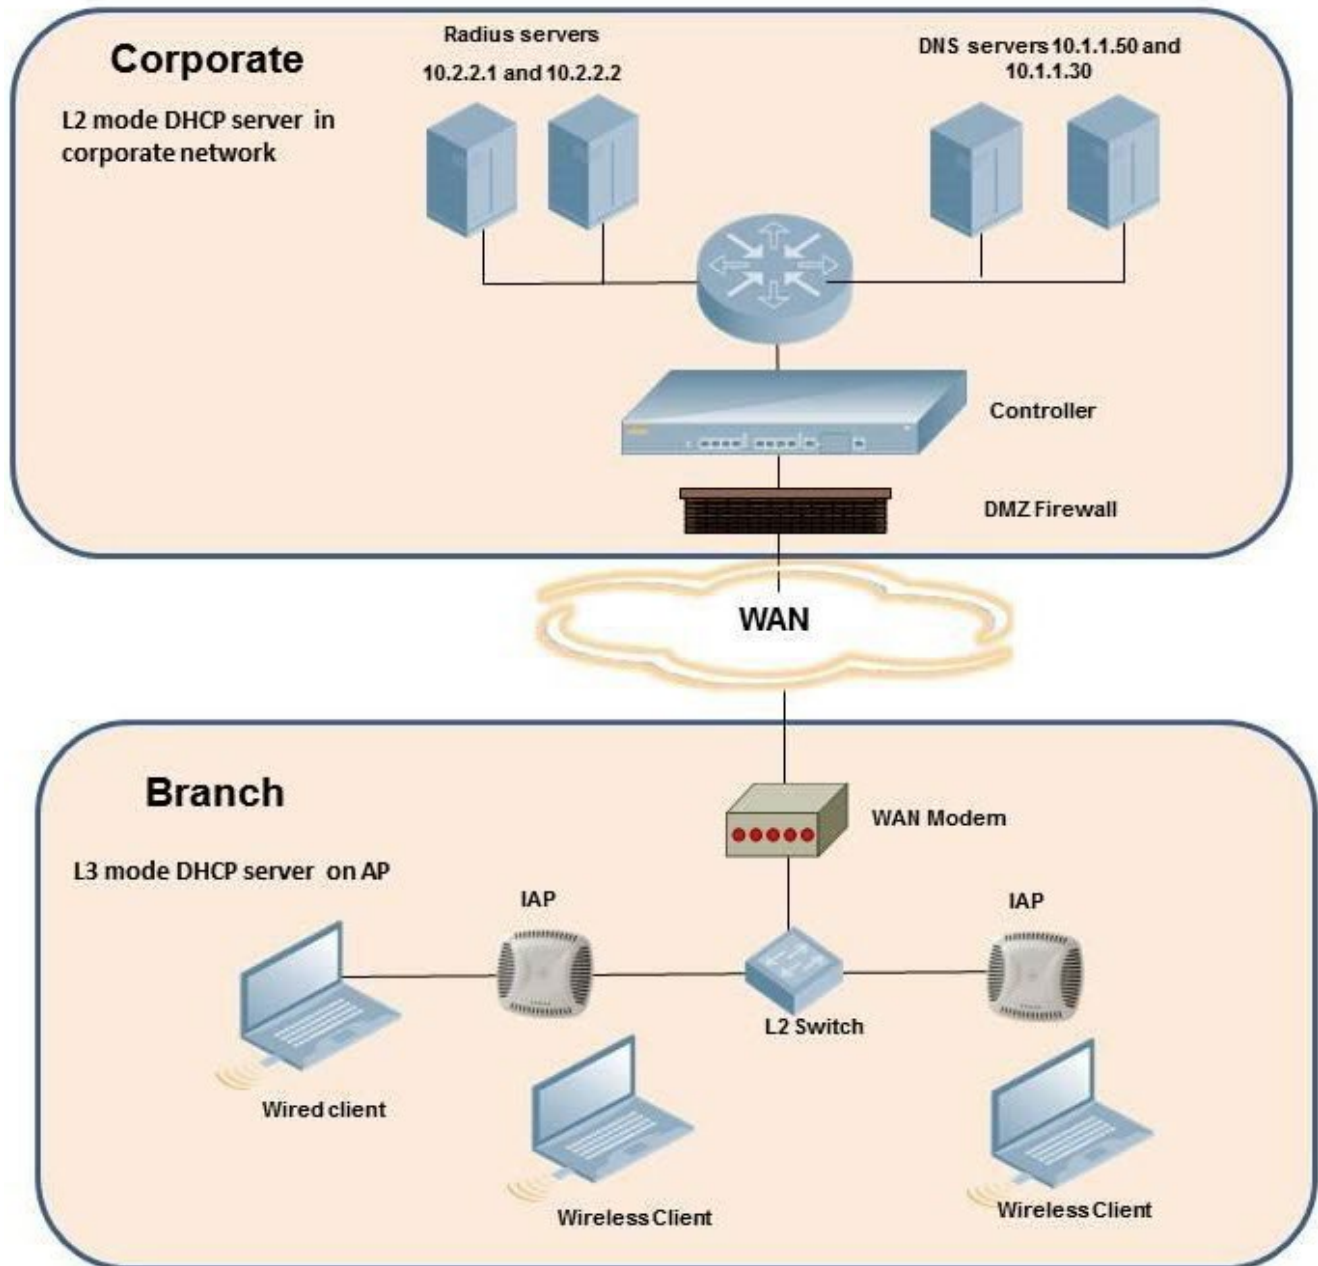 Corporate
L2 mode DHCP server in
corporate network
Radius servers
10.2.2.1 and 10.2.2.2
DNS servers 10.1.1.50 and
10.1.1.30
Controller
DMZ Firewall
WAN
Branch
L3 mode DHCP server on AP
WAN Modem
IAP
IAP
L2 Switch
Wired client
Wireless Client
Wireless Client